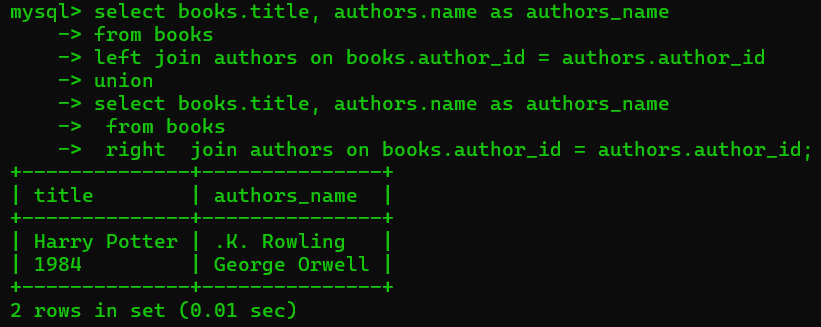 mysql> select books.title, authors.name as authors_name
    -> from books
    -> left join authors on books.author_id = authors.author_id
    -> union
    -> select books.title, authors.name as authors_name
    ->  from books
    ->  right  join authors on books.author_id = authors.author_id;
+--------------+---------------+
| title        | authors_name  |
+--------------+---------------+
| Harry Potter | .K. Rowling   |
| 1984         | George Orwell |
+--------------+---------------+
2 rows in set (0.01 sec)